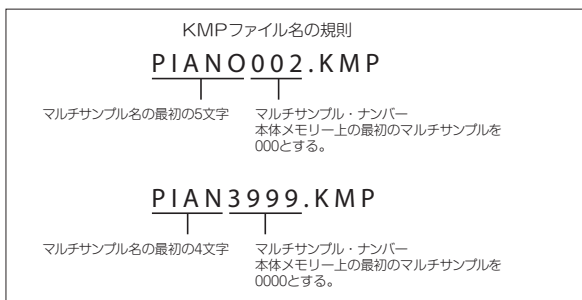 KMPファイル名の規則
PIANO002.KMP
マルチサンプル名の最初の5文字
マルチサンプル・ナンバー
本体メモリー上の最初のマルチサンプルを
000とする。
PIAN3999.KMP
マルチサンプル名の最初の4文字
マルチサンプル・ナンバー
本体メモリー上の最初のマルチサンプルを
0000とする。